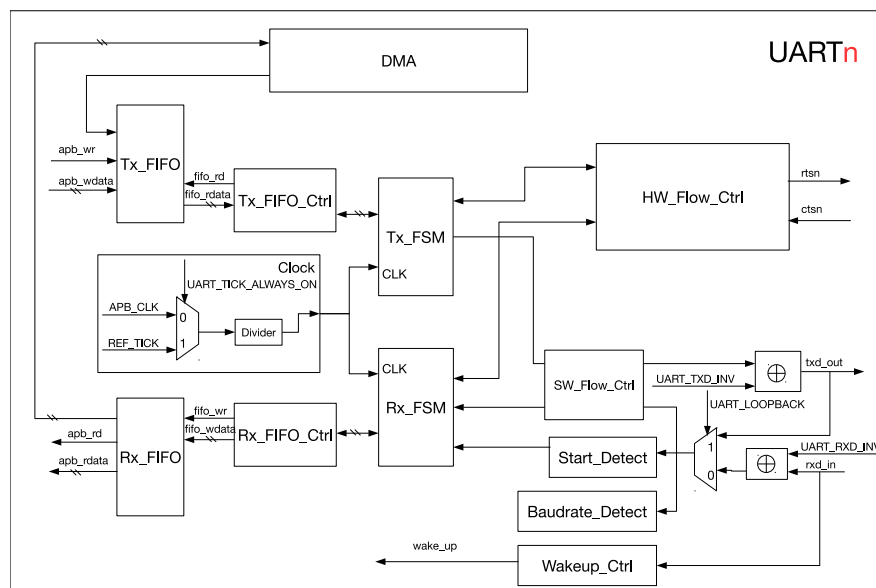 DMA
UARTn
apb_wr
Tx_FIFO
apb_wdata
fifo_rd
fifo_rdata
Tx_FIFO_Ctrl
Tx_FSM
CLK
HW_Flow_Ctrl
rtsn
ctsn
Clock
UART_TICK_ALWAYS_ON
APB_CLK
0
REF_TICK
1
Divider
CLK
Rx_FSM
SW_Flow_Ctrl
UART_TXD_INV
txd_out
UART_LOOPBACK
fifo_wr
fifo_wdata
Rx_FIFO_Ctrl
Rx_FIFO
apb_rd
apb_rdata
Start_Detect
1
0
UART_RXD_INV
rxd_in
Baudrate_Detect
wake_up
Wakeup_Ctrl